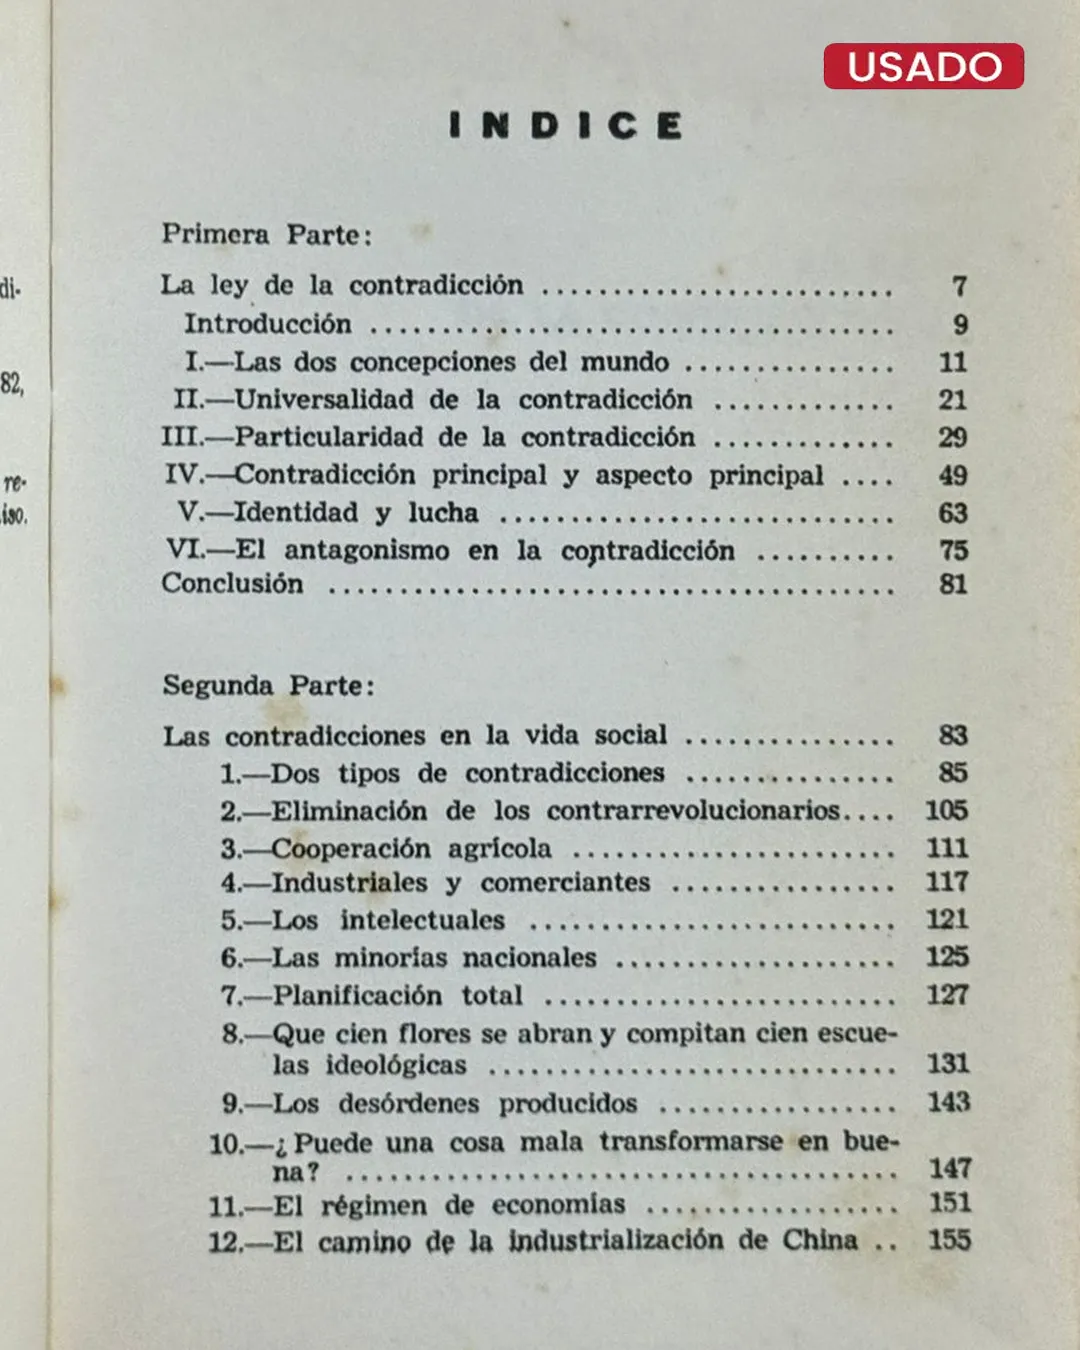 USADO
INDICE
Primera Parte:
di-
La ley de la contradicción ........................ 7
Introducción .................................... 9
I.—Las dos concepciones del mundo ............... 11
82,
II.—Universalidad de la contradicción ............. 21
III.—Particularidad de la contradicción ............. 29
re-
IV.—Contradicción principal y aspecto principal .... 49
iso.
V.—Identidad y lucha ........................... 63
VI.—El antagonismo en la contradicción .......... 75
Conclusión ....................................... 81
Segunda Parte:
Las contradicciones en la vida social ............... 83
1.—Dos tipos de contradicciones ............... 85
2.—Eliminación de los contrarrevolucionarios.... 105
3.—Cooperación agrícola ...................... 111
4.—Industriales y comerciantes ................ 117
5.—Los intelectuales ......................... 121
6.—Las minorías nacionales .................... 125
7.—Planificación total ......................... 127
8.—Que cien flores se abran y compitan cien escue-
las ideológicas ............................. 131
9.—Los desórdenes producidos ................. 143
10.—¿Puede una cosa mala transformarse en bue-
na? ....................................... 147
11.—El régimen de economías .................. 151
12.—El camino de la industrialización de China .. 155